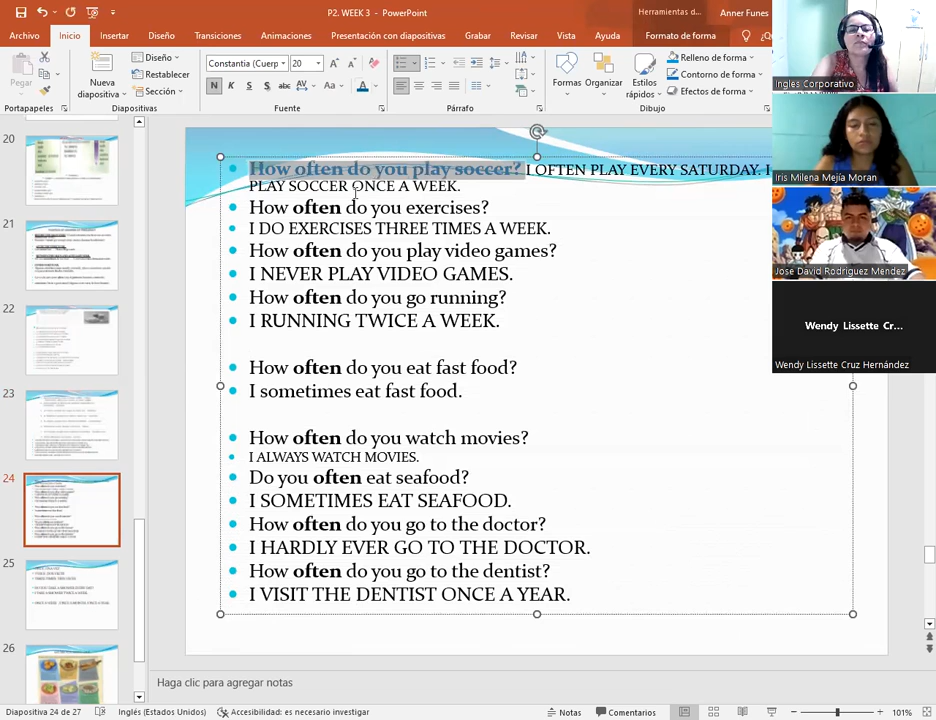 P2. WEEK 3 - PowerPoint
Herramientas d...
Anner Funes
Archivo Inicio Insertar Diseño Transiciones Animaciones Presentación con diapositivas Grabar Revisar Vista Ayuda Formato de forma
Pegar
Nueva
diapositiva
Diseño
Restablecer
Sección
Constantia (Cuerp 20
N K S S abc AV Aa A
Formas Organizar Estilos
rápidos
Relleno de forma
Contorno de forma
Efectos de forma
Portapapeles Diapositivas Fuente Párrafo Dibujo
Ingles Corporativo
Iris Milena Mejía Moran
Jose David Rodriguez Mendez
Wendy Lissette Cr...
Wendy Lissette Cruz Hernández
20
21
22
23
24
25
26
How often do you play soccer? I OFTEN PLAY EVERY SATURDAY. I
PLAY SOCCER ONCE A WEEK.
How often do you exercises?
I DO EXERCISES THREE TIMES A WEEK.
How often do you play video games?
I NEVER PLAY VIDEO GAMES.
How often do you go running?
I RUNNING TWICE A WEEK.
How often do you eat fast food?
I sometimes eat fast food.
How often do you watch movies?
I ALWAYS WATCH MOVIES.
Do you often eat seafood?
I SOMETIMES EAT SEAFOOD.
How often do you go to the doctor?
I HARDLY EVER GO TO THE DOCTOR.
How often do you go to the dentist?
I VISIT THE DENTIST ONCE A YEAR.
Haga clic para agregar notas
Diapositiva 24 de 27 Inglés (Estados Unidos) Accesibilidad: es necesario investigar Notas Comentarios 101%